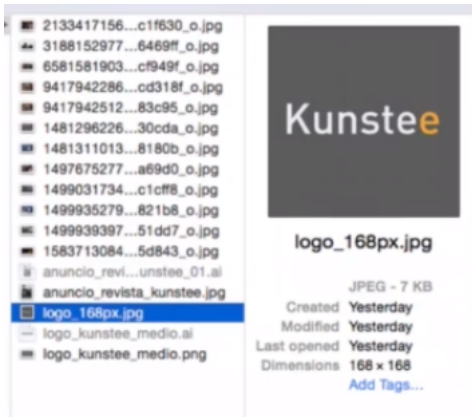 2133417156...c1f630_o.jpg
3188152977...6469ff_o.jpg
6581581903...cf949f_o.jpg
9417942286...cd318f_o.jpg
9417942512...83c95_o.jpg
1481296226...30cda_o.jpg
1481311013...8180b_o.jpg
1497675277...a69d0_o.jpg
1499031734...c1cff8_o.jpg
1499935279...821b8_o.jpg
1499939397...51dd7_o.jpg
1583713084...5d843_o.jpg
anuncio_revi...unstee_01.ai
anuncio_revista_kunstee.jpg
logo_168px.jpg
logo_kunstee_medio.ai
logo_kunstee_medio.png
Kunstee
logo_168px.jpg
JPEG - 7 KB
Created Yesterday
Modified Yesterday
Last opened Yesterday
Dimensions 168 × 168
Add Tags...